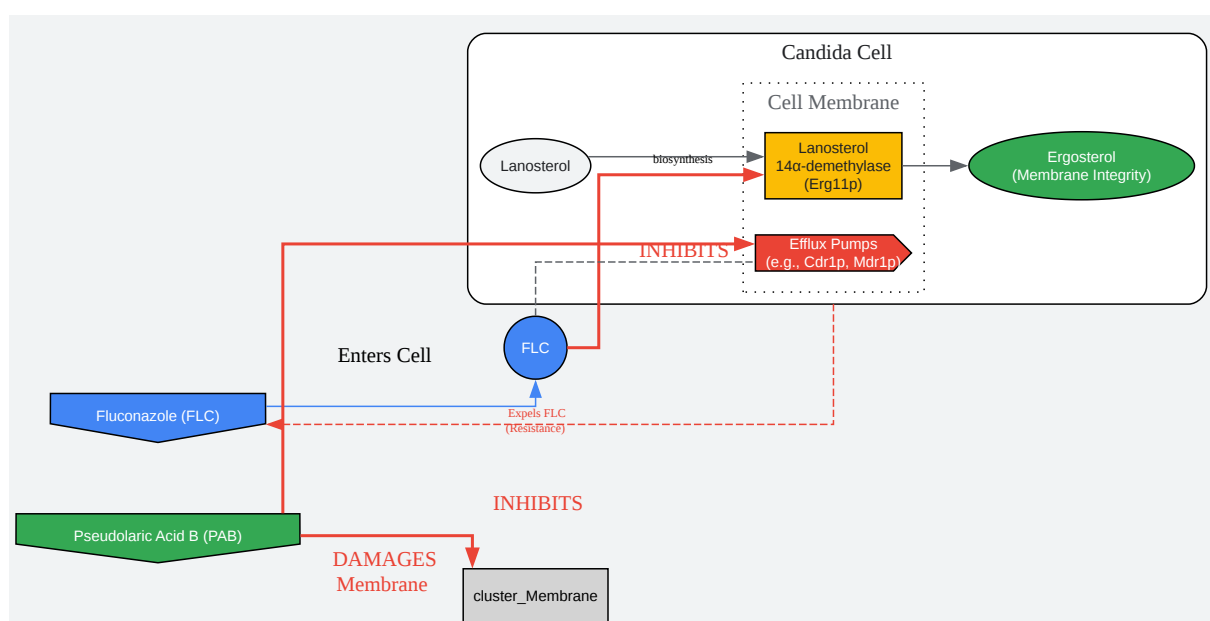 Candida Cell
Cell Membrane
Lanosterol
biosynthesis
Lanosterol
14α-demethylase
(Erg11p)
Ergosterol
(Membrane Integrity)
INHIBITS
Efflux Pumps
(e.g., Cdr1p, Mdr1p)
FLC
Enters Cell
Fluconazole (FLC)
Expels FLC
(Resistance)
INHIBITS
Pseudolaric Acid B (PAB)
DAMAGES
Membrane
cluster_Membrane